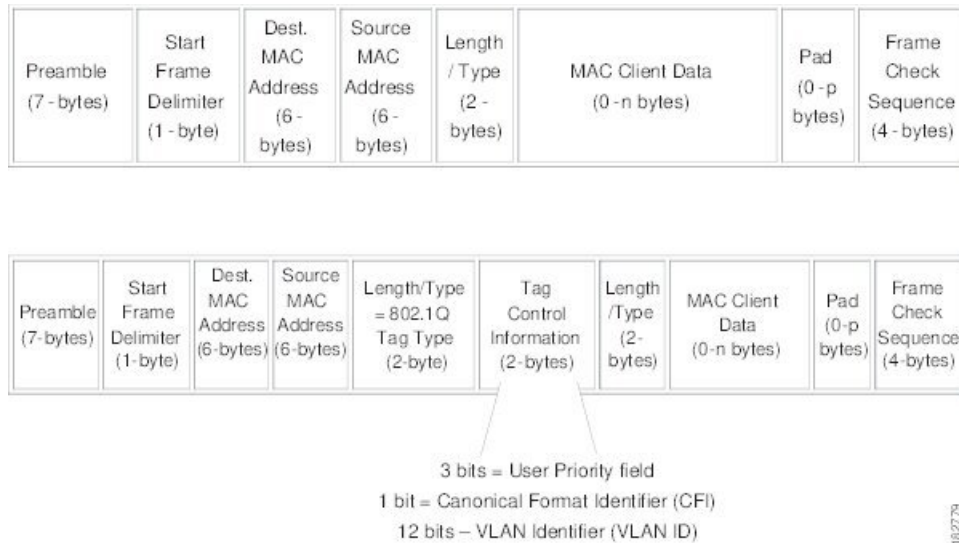 Preamble
(7 - bytes)
Start
Frame
Delimiter
(1 - byte)
Dest.
MAC
Address
(6 -
bytes)
Source
MAC
Address
(6 -
bytes)
Length
/ Type
(2 -
bytes)
MAC Client Data
(0 -n bytes)
Pad
(0 -p
bytes)
Frame
Check
Sequence
(4 - bytes)
Preamble
(7-bytes)
Start
Frame
Delimiter
(1-byte)
Dest.
MAC
Address
(6-bytes)
Source
MAC
Address
(6-bytes)
Length/Type
= 802.1Q
Tag Type
(2-byte)
Tag
Control
Information
(2-bytes)
Length
/Type
(2-
bytes)
MAC Client
Data
(0-n bytes)
Pad
(0-p
bytes)
Frame
Check
Sequence
(4-bytes)
3 bits = User Priority field
1 bit = Canonical Format Identifier (CFI)
12 bits – VLAN Identifier (VLAN ID)
182779